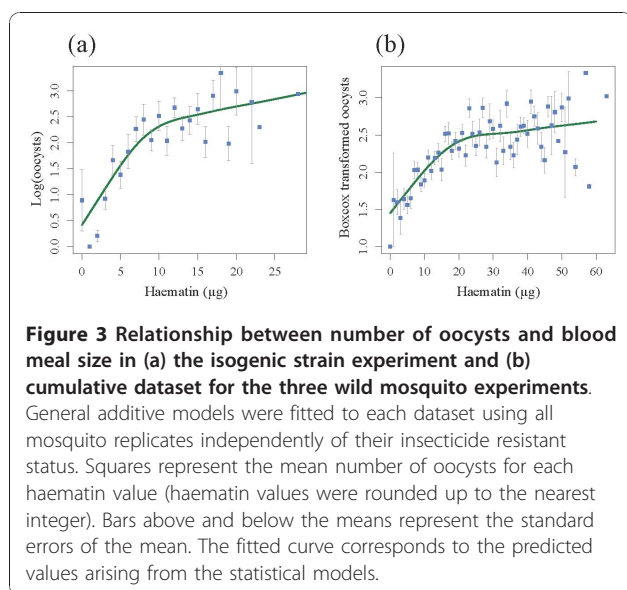 (a)
(b)
Log(oocysts)
0.0 0.5 1.0 1.5 2.0 2.5 3.0
0 5 10 15 20 25
Haematin (µg)
Boxcox transformed oocysts
1.0 1.5 2.0 2.5 3.0
0 10 20 30 40 50 60
Haematin (µg)
Figure 3 Relationship between number of oocysts and blood
meal size in (a) the isogenic strain experiment and (b)
cumulative dataset for the three wild mosquito experiments.
General additive models were fitted to each dataset using all
mosquito replicates independently of their insecticide resistant
status. Squares represent the mean number of oocysts for each
haematin value (haematin values were rounded up to the nearest
integer). Bars above and below the means represent the standard
errors of the mean. The fitted curve corresponds to the predicted
values arising from the statistical models.